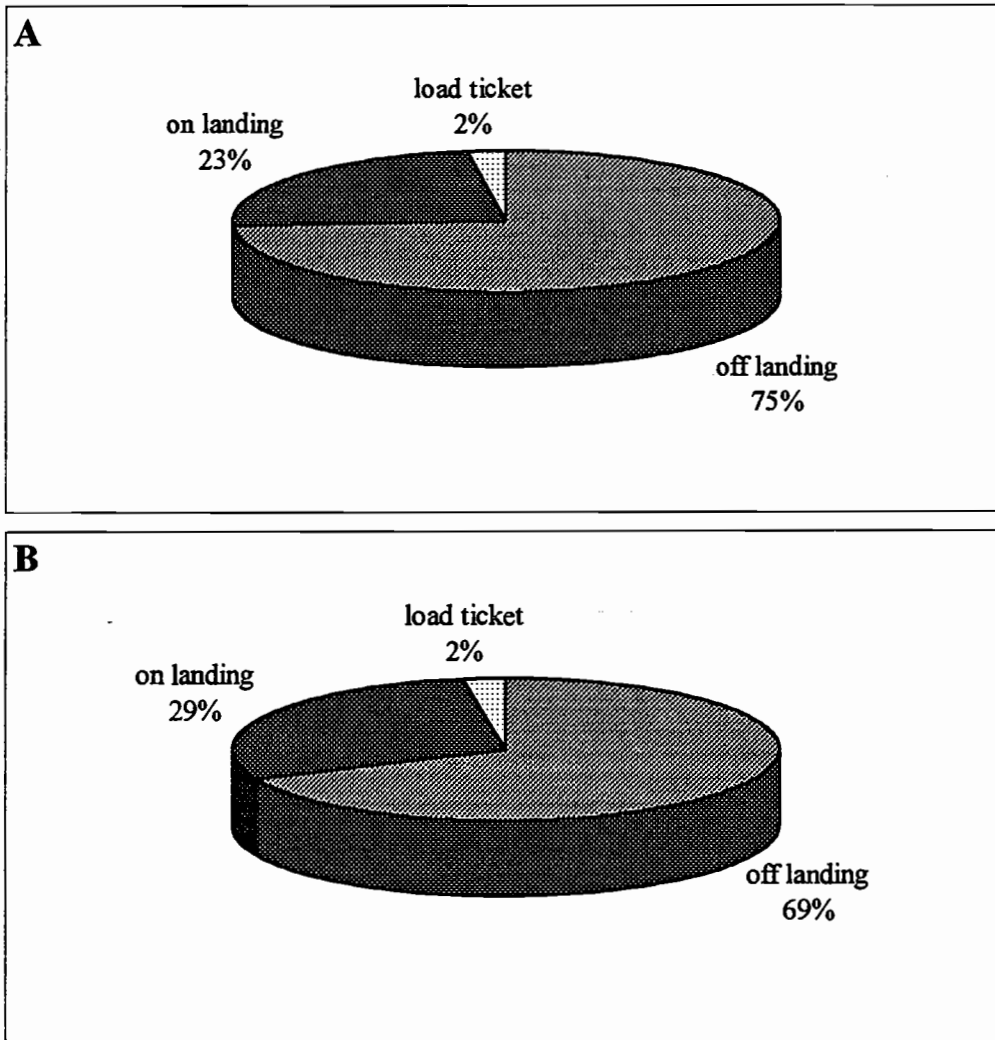 A
load ticket
2%
on landing
23%
off landing
75%
B
load ticket
2%
on landing
29%
off landing
69%